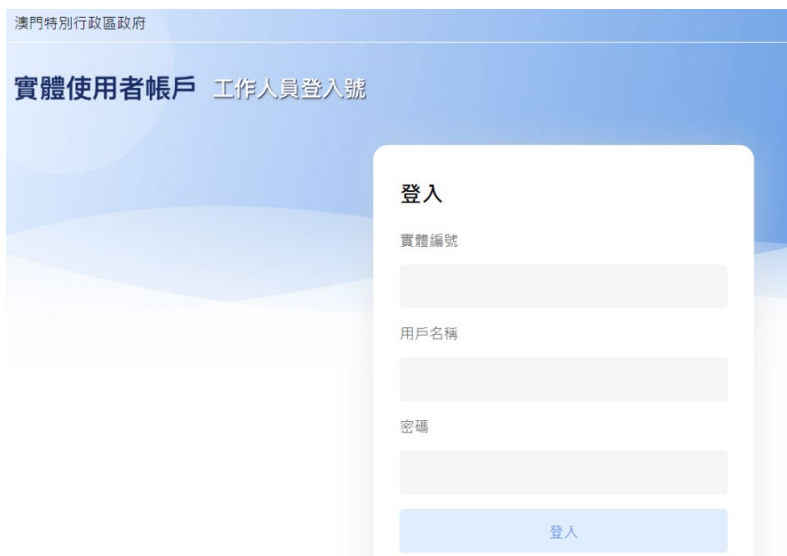 澳門特別行政區政府
實體使用者帳戶 工作人員登入號
登入
實體編號
用戶名稱
密碼
登入